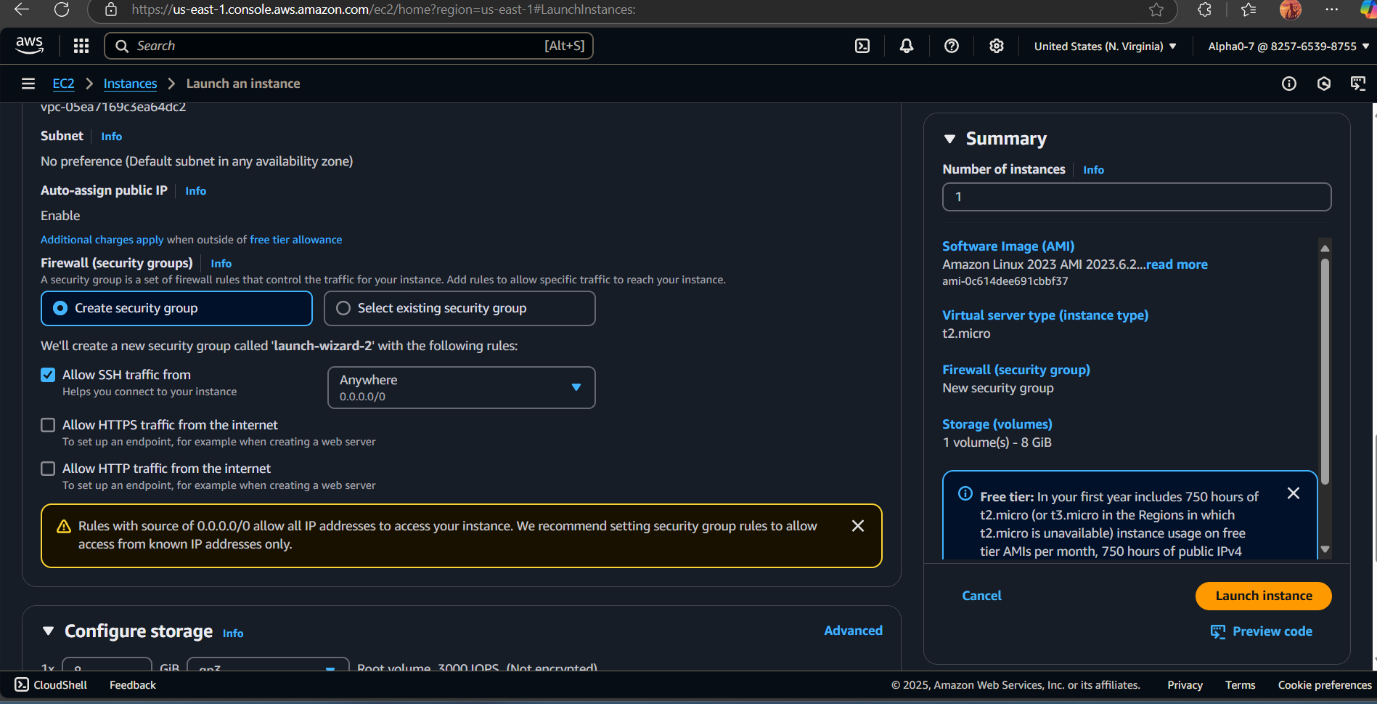 https://us-east-1.console.aws.amazon.com/ec2/home?region=us-east-1#LaunchInstances:
aws
Search
[Alt+S]
United States (N. Virginia)
Alpha0-7 @ 8257-6539-8755
EC2 > Instances > Launch an instance
vpc-05ea7169c3ea64dc2
Subnet Info
No preference (Default subnet in any availability zone)
Auto-assign public IP Info
Enable
Additional charges apply when outside of free tier allowance
Firewall (security groups) Info
A security group is a set of firewall rules that control the traffic for your instance. Add rules to allow specific traffic to reach your instance.
Create security group
Select existing security group
We'll create a new security group called 'launch-wizard-2' with the following rules:
Allow SSH traffic from
Helps you connect to your instance
Anywhere
0.0.0.0/0
Allow HTTPS traffic from the internet
To set up an endpoint, for example when creating a web server
Allow HTTP traffic from the internet
To set up an endpoint, for example when creating a web server
Rules with source of 0.0.0.0/0 allow all IP addresses to access your instance. We recommend setting security group rules to allow
access from known IP addresses only.
Configure storage Info
Advanced
1x 8 GiB gp3 Root volume, 3000 IOPS, (Not encrypted)
Summary
Number of instances Info
1
Software Image (AMI)
Amazon Linux 2023 AMI 2023.6.2...read more
ami-0c614dee691cbbf37
Virtual server type (instance type)
t2.micro
Firewall (security group)
New security group
Storage (volumes)
1 volume(s) - 8 GiB
Free tier: In your first year includes 750 hours of
t2.micro (or t3.micro in the Regions in which
t2.micro is unavailable) instance usage on free
tier AMIs per month, 750 hours of public IPv4
Cancel
Launch instance
Preview code
CloudShell
Feedback
© 2025, Amazon Web Services, Inc. or its affiliates.
Privacy
Terms
Cookie preferences